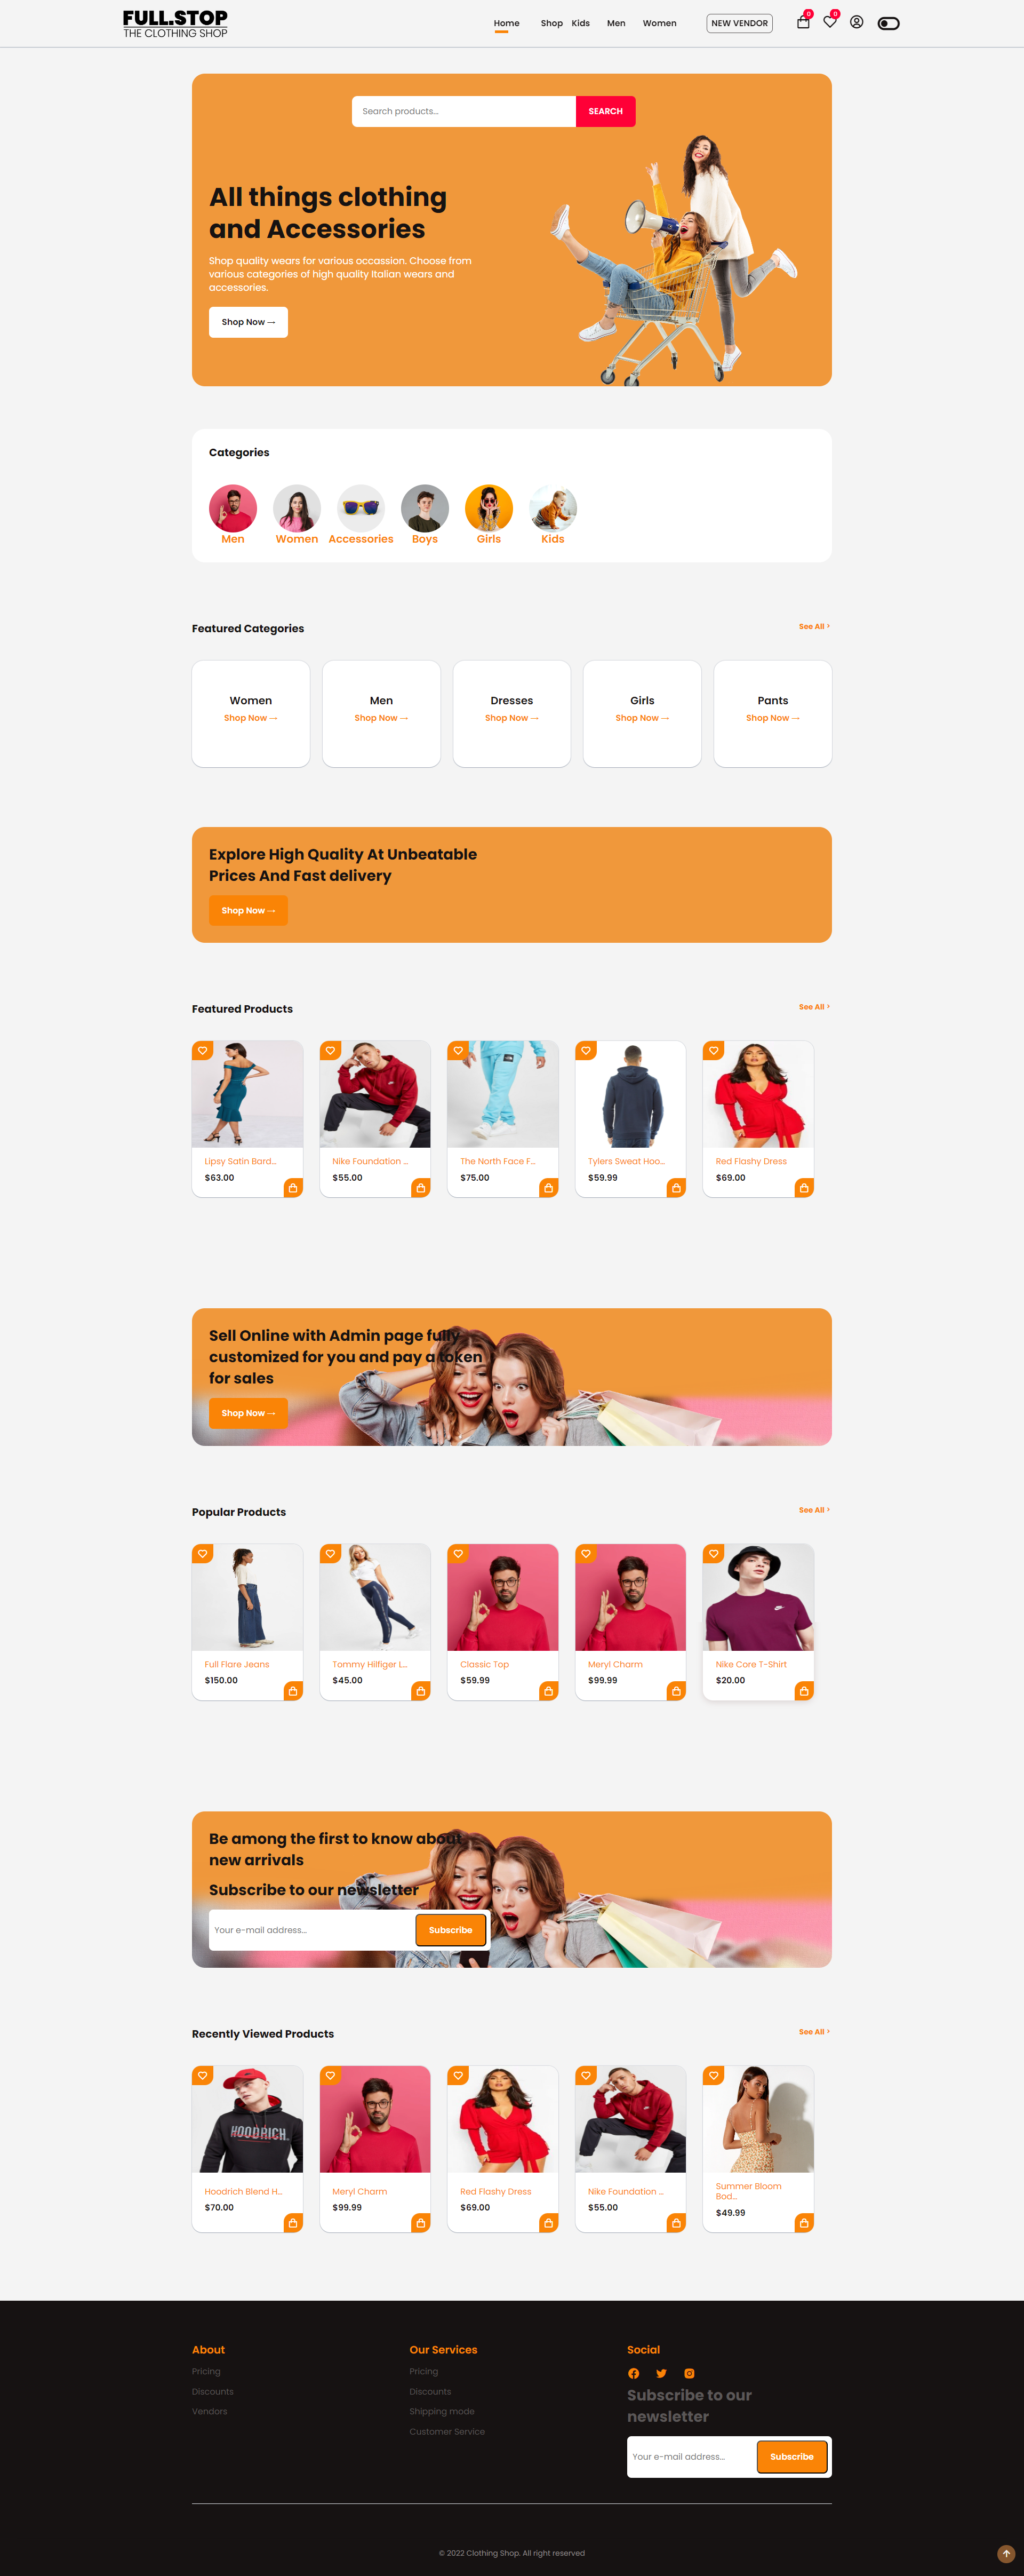 FULL.STOP
THE CLOTHING SHOP
Home Shop Kids Men Women NEW VENDOR 0 0
Search products... SEARCH
All things clothing
and Accessories
Shop quality wears for various occassion. Choose from
various categories of high quality Italian wears and
accessories.
Shop Now →
Categories
Men Women Accessories Boys Girls Kids
Featured Categories See All >
Women Men Dresses Girls Pants
Shop Now → Shop Now → Shop Now → Shop Now → Shop Now →
Explore High Quality At Unbeatable
Prices And Fast delivery
Shop Now →
Featured Products See All >
Lipsy Satin Bard... Nike Foundation ... The North Face F... Tylers Sweat Hoo... Red Flashy Dress
$63.00 $55.00 $75.00 $59.99 $69.00
Sell Online with Admin page fully
customized for you and pay a token
for sales
Shop Now →
Popular Products See All >
Full Flare Jeans Tommy Hilfiger L... Classic Top Meryl Charm Nike Core T-Shirt
$150.00 $45.00 $59.99 $99.99 $20.00
Be among the first to know about
new arrivals
Subscribe to our newsletter
Your e-mail address... Subscribe
Recently Viewed Products See All >
HOODRICH
Hoodrich Blend H... Meryl Charm Red Flashy Dress Nike Foundation ... Summer Bloom
Bod...
$70.00 $99.99 $69.00 $55.00 $49.99
About Our Services Social
Pricing Pricing
Discounts Discounts
Vendors Shipping mode
Customer Service
Subscribe to our
newsletter
Your e-mail address... Subscribe
© 2022 Clothing Shop. All right reserved